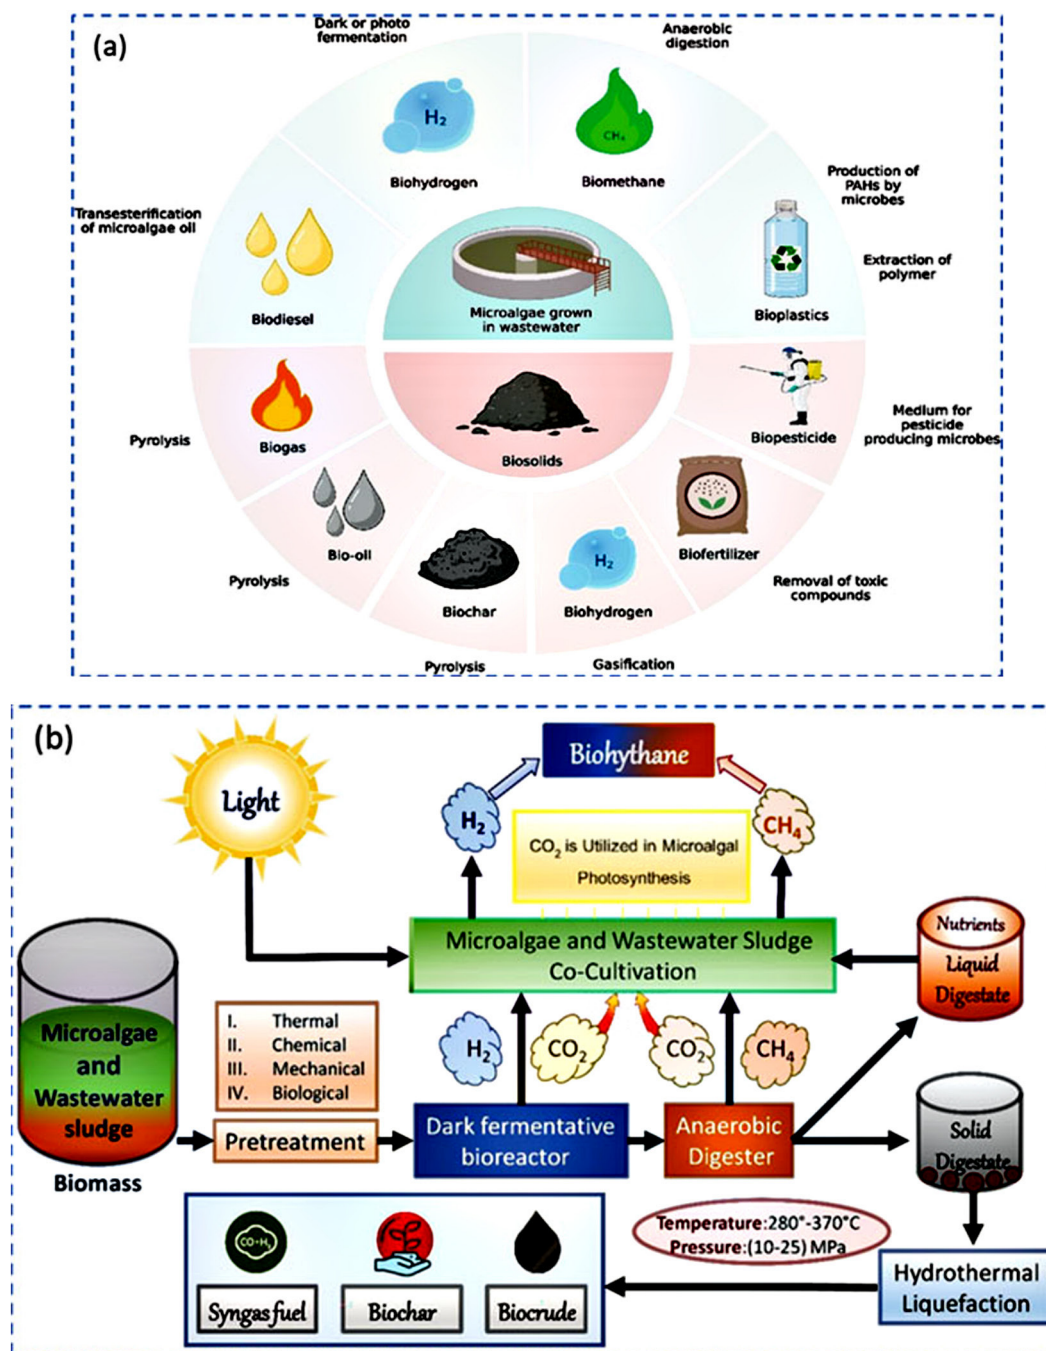 (a)
Dark or photo
fermentation
Anaerobic
digestion
H₂
Biohydrogen
CH₄
Biomethane
Production of
PAHs by
microbes
Transesterification
of microalgae oil
Extraction of
polymer
Biodiesel
Microalgae grown
in wastewater
Bioplastics
Biogas
Biosolids
Biopesticide
Medium for
pesticide
producing microbes
Pyrolysis
Bio-oil
Biofertilizer
Pyrolysis
Biochar
H₂
Biohydrogen
Removal of toxic
compounds
Pyrolysis
Gasification
(b)
Biohythane
Light
H₂
CH₄
CO₂ is Utilized in Microalgal
Photosynthesis
Microalgae and Wastewater Sludge
Co-Cultivation
Nutrients
Liquid
Digestate
Microalgae
and
Wastewater
sludge
Biomass
I. Thermal
II. Chemical
III. Mechanical
IV. Biological
H₂
CO₂
CO₂
CH₄
Pretreatment
Dark fermentative
bioreactor
Anaerobic
Digester
Solid
Digestate
Temperature:280°-370°C
Pressure:(10-25) MPa
Hydrothermal
Liquefaction
CO+H₂
Syngas fuel
Biochar
Biocrude